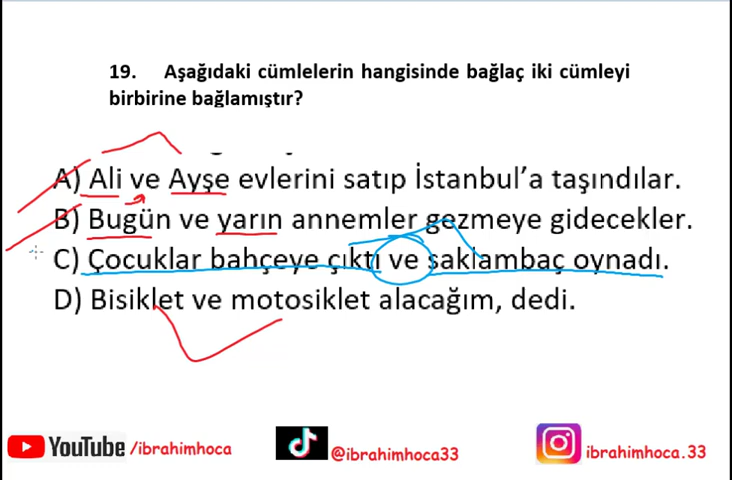 19. Aşağıdaki cümlelerin hangisinde bağlaç iki cümleyi
birbirine bağlamıştır?
A) Ali ve Ayşe evlerini satıp İstanbul’a taşındılar.
B) Bugün ve yarın annemler gezmeye gidecekler.
C) Çocuklar bahçeye çıktı ve saklambaç oynadı.
D) Bisiklet ve motosiklet alacağım, dedi.
YouTube /ibrahimhoca @ibrahimhoca33 ibrahimhoca.33